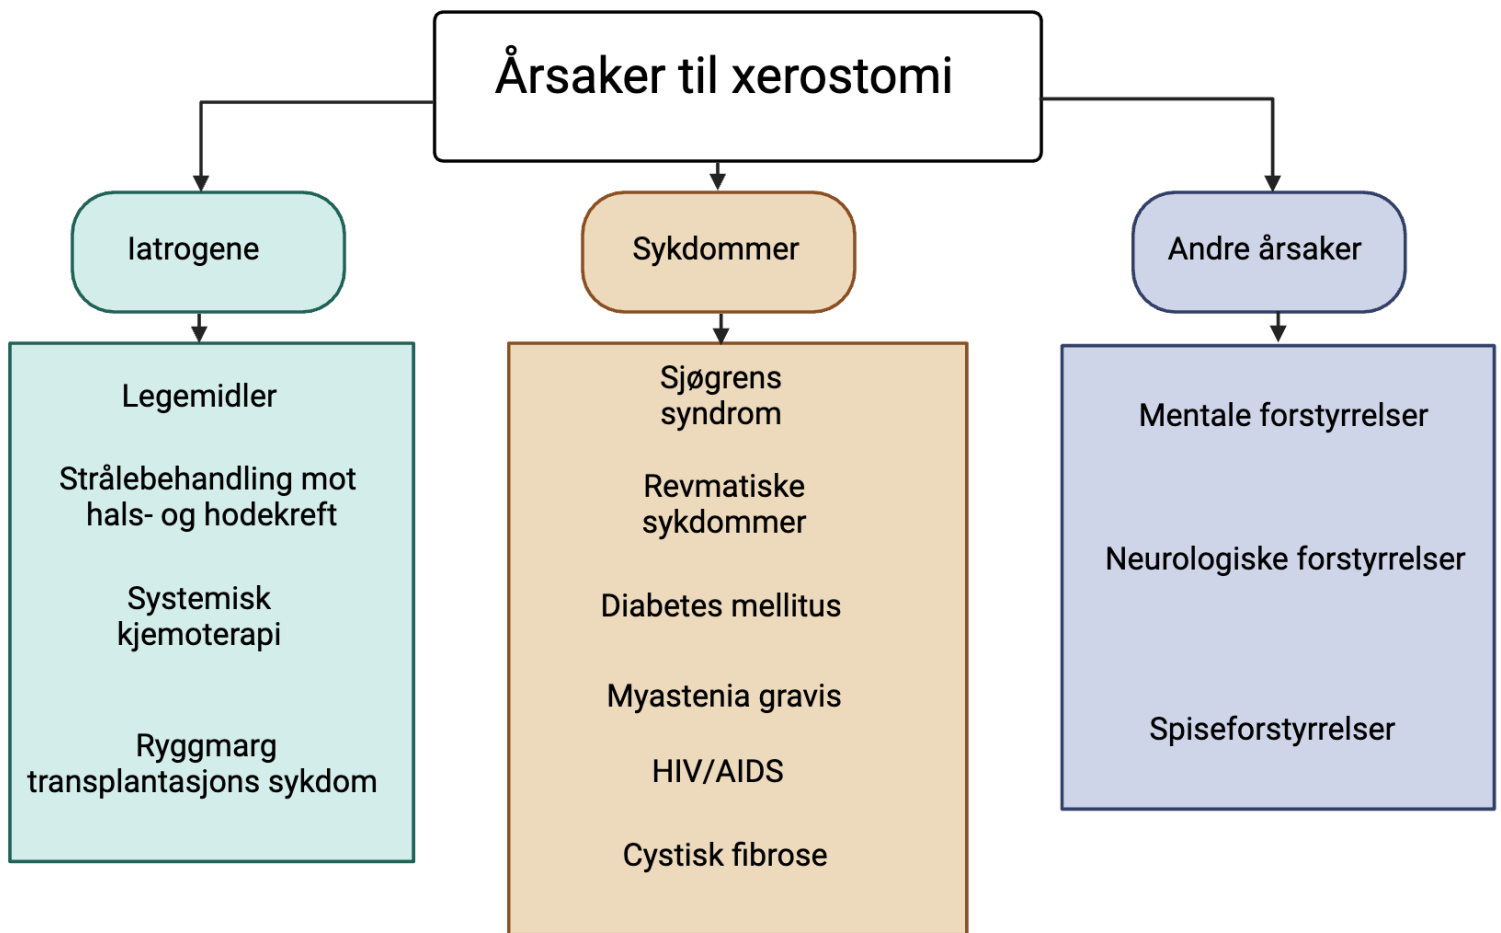 Årsaker til xerostomi
Iatrogene
Legemidler
Strålebehandling mot
hals- og hodekreft
Systemisk
kjemoterapi
Ryggmarg
transplantasjons sykdom
Sykdommer
Sjøgrens
syndrom
Revmatiske
sykdommer
Diabetes mellitus
Myastenia gravis
HIV/AIDS
Cystisk fibrose
Andre årsaker
Mentale forstyrrelser
Neurologiske forstyrrelser
Spiseforstyrrelser